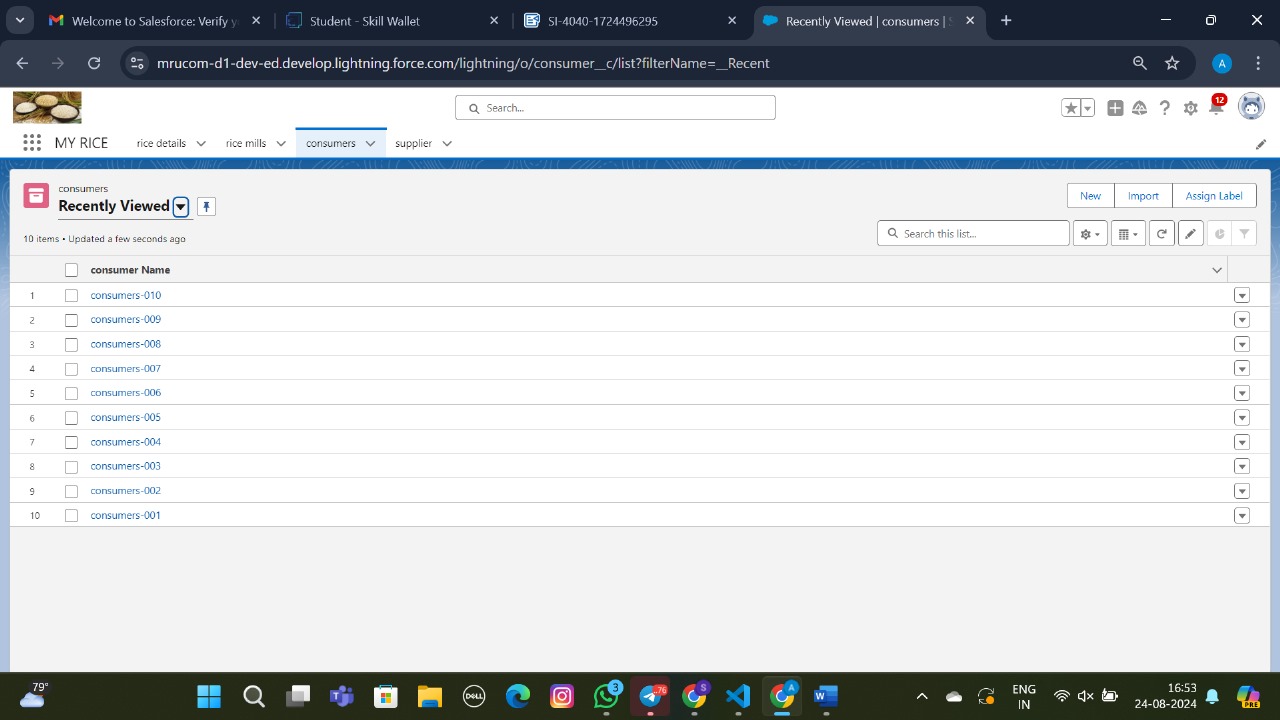 Welcome to Salesforce: Verify y
Student - Skill Wallet
SI-4040-1724496295
Recently Viewed | consumers |
mrucom-d1-dev-ed.develop.lightning.force.com/lightning/o/consumer__c/list?filterName=__Recent
A
Search...
12
MY RICE
rice details
rice mills
consumers
supplier
consumers
Recently Viewed
New
Import
Assign Label
10 items • Updated a few seconds ago
Search this list...
consumer Name
1 consumers-010
2 consumers-009
3 consumers-008
4 consumers-007
5 consumers-006
6 consumers-005
7 consumers-004
8 consumers-003
9 consumers-002
10 consumers-001
79°
DELL
3
76
S
A
W
ENG
IN
16:53
24-08-2024
PRE